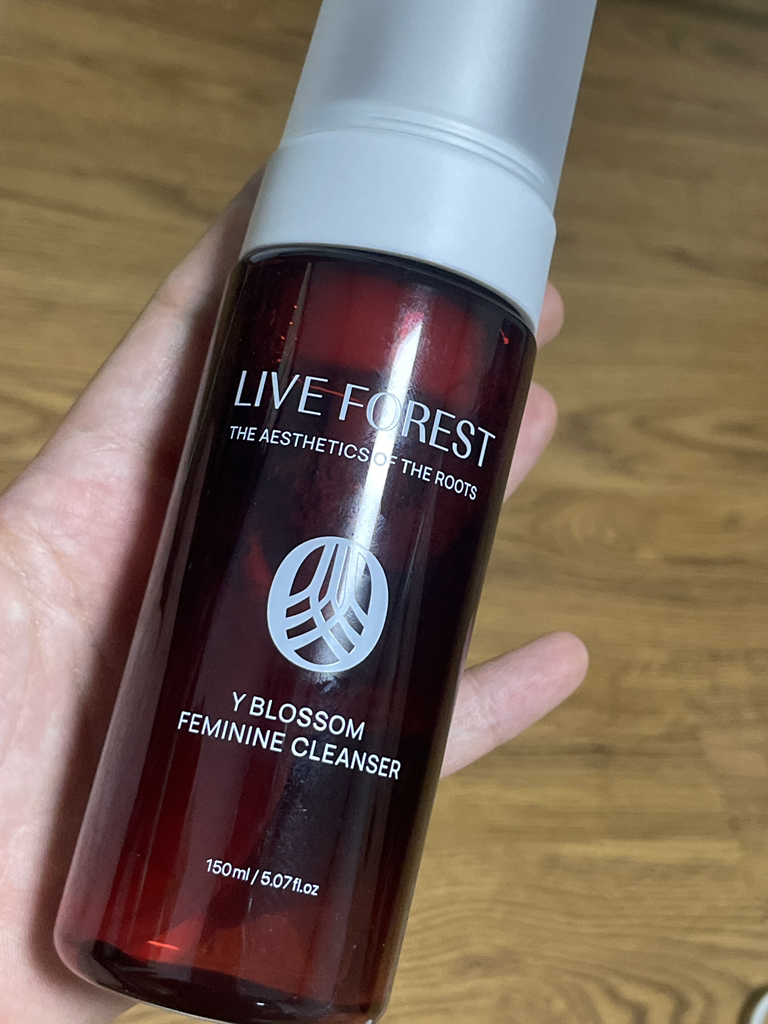 LIVE FOREST
THE AESTHETICS OF THE ROOTS
Y BLOSSOM
FEMININE CLEANSER
150ml / 5.07fl.oz